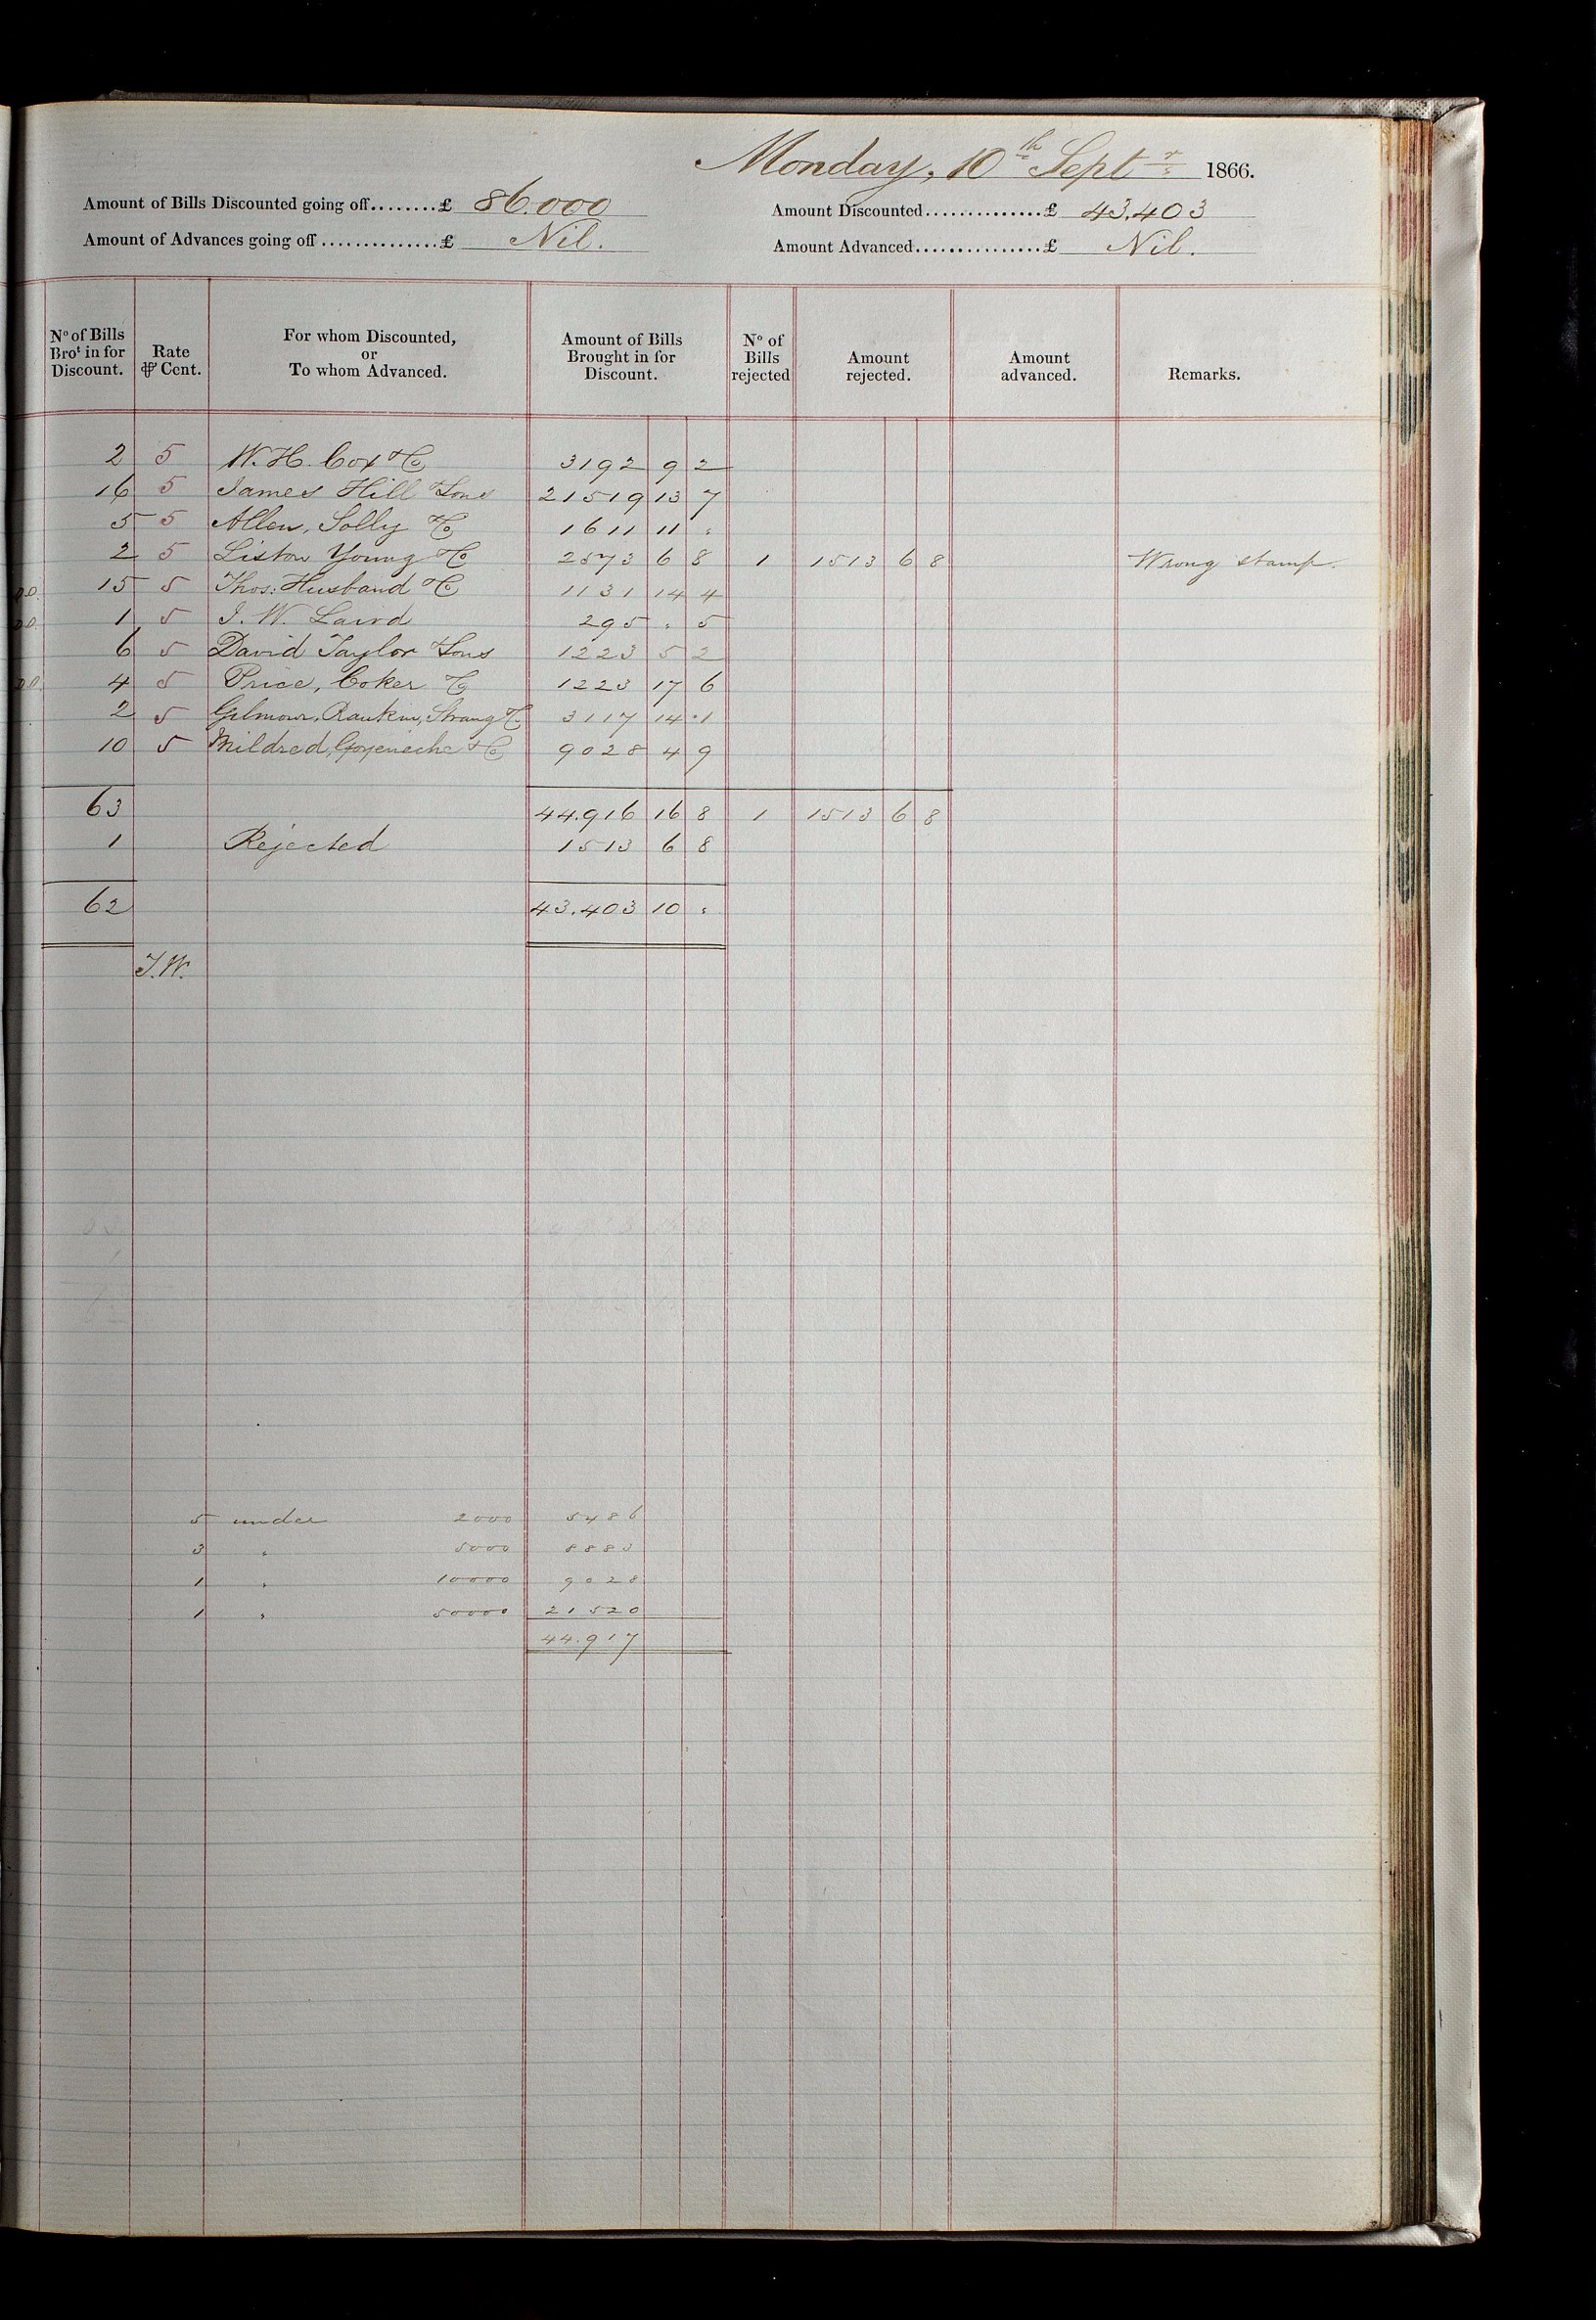 Monday, 10th Septr 1866.
Amount of Bills Discounted going off........£ 86.000 Amount Discounted..............£ 43.403
Amount of Advances going off..............£ Nil. Amount Advanced...............£ Nil.
No of Bills Brot in for Discount. Rate ⅌ Cent. For whom Discounted, or To whom Advanced. Amount of Bills Brought in for Discount. No of Bills rejected Amount rejected. Amount advanced. Remarks.
2 5 W. H. Cox & Co 3192 9 2
16 5 James Hill & Sons 21519 13 7
5 5 Allen, Solly & Co 1611 11 "
2 5 Liston Young & Co 2573 6 8 1 1513 6 8 Wrong stamp.
D.O. 15 5 Thos: Husband & Co 1131 14 4
D.O. 1 5 J. W. Laird 295 " 5
6 5 David Taylor & Sons 1223 5 2
D.O. 4 5 Price, Coker & Co 1223 17 6
2 5 Gilmour, Rankin, Strang & Co 3117 14 1
10 5 Mildred, Goyeneche & Co 9028 4 9
63 44.916 16 8 1 1513 6 8
1 Rejected 1513 6 8
62 43.403 10 "
J.W.
5 under 2000 5486
3 " 5000 8883
1 " 10000 9028
1 " 50000 21520
44.917